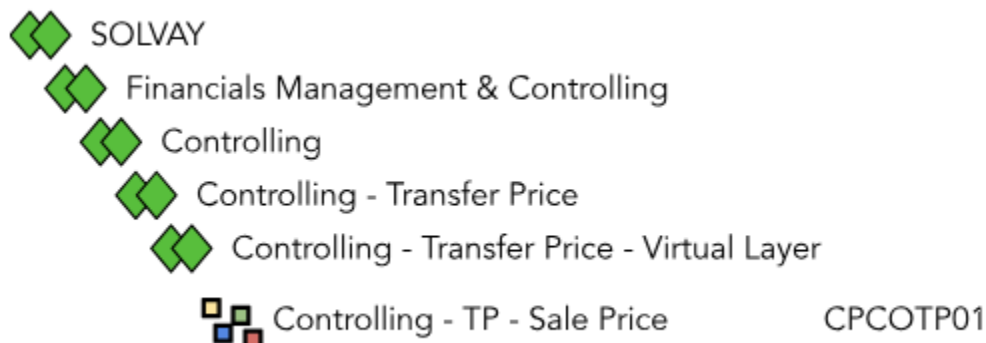 SOLVAY
Financials Management & Controlling
Controlling
Controlling - Transfer Price
Controlling - Transfer Price - Virtual Layer
Controlling - TP - Sale Price CPCOTP01